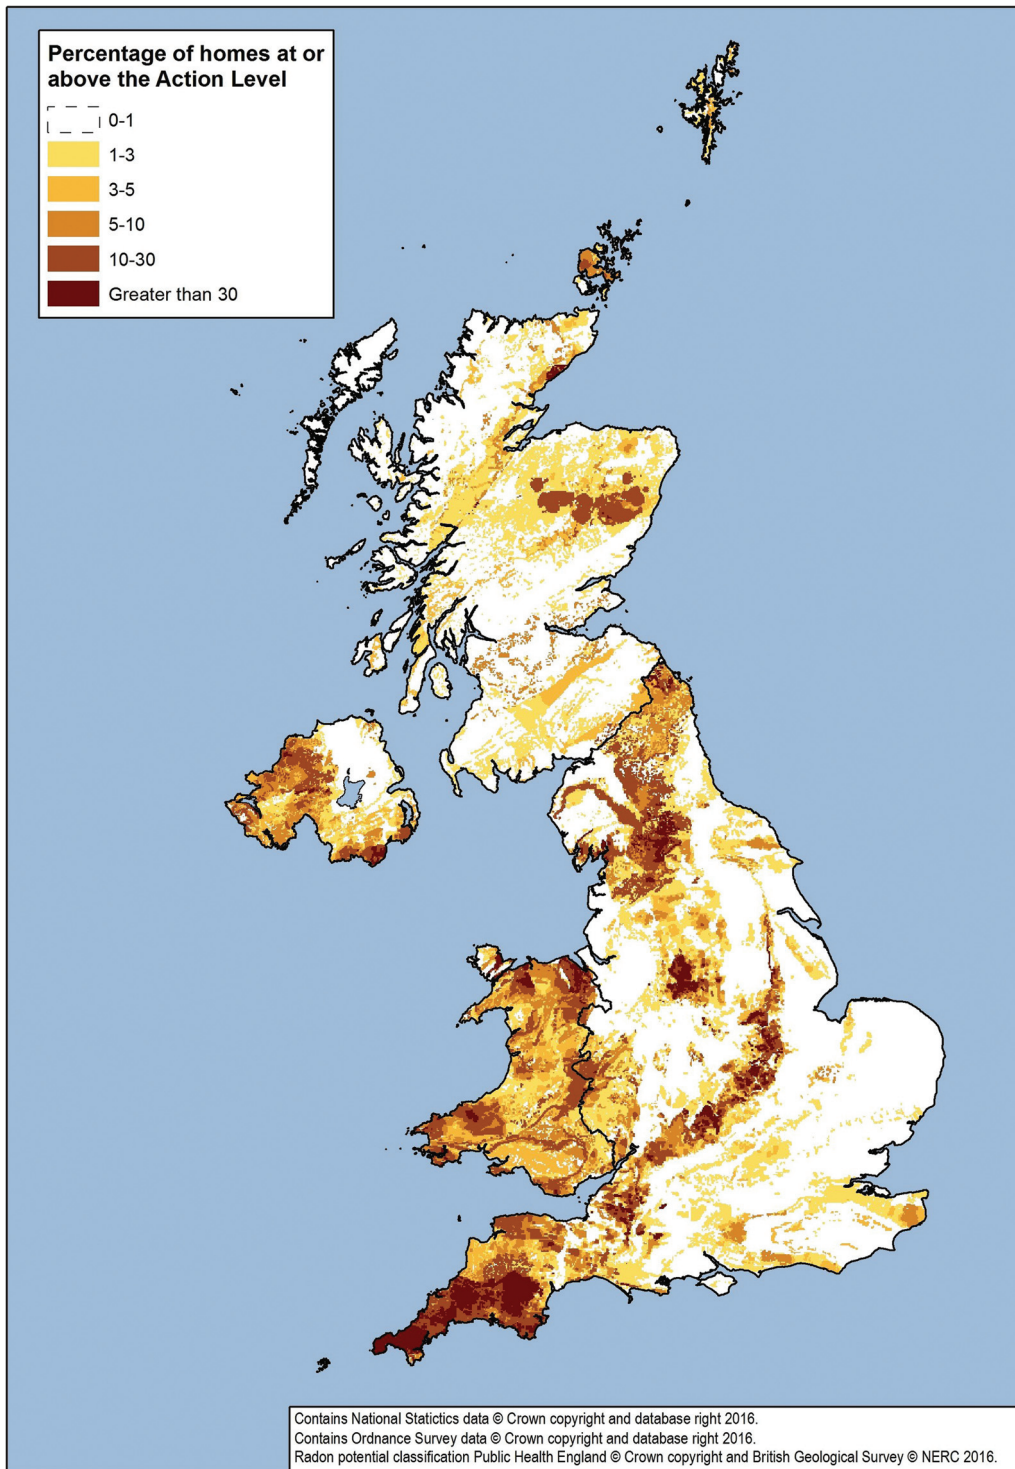 Percentage of homes at or
above the Action Level
0-1
1-3
3-5
5-10
10-30
Greater than 30
Contains National Statictics data © Crown copyright and database right 2016.
Contains Ordnance Survey data © Crown copyright and database right 2016.
Radon potential classification Public Health England © Crown copyright and British Geological Survey © NERC 2016.